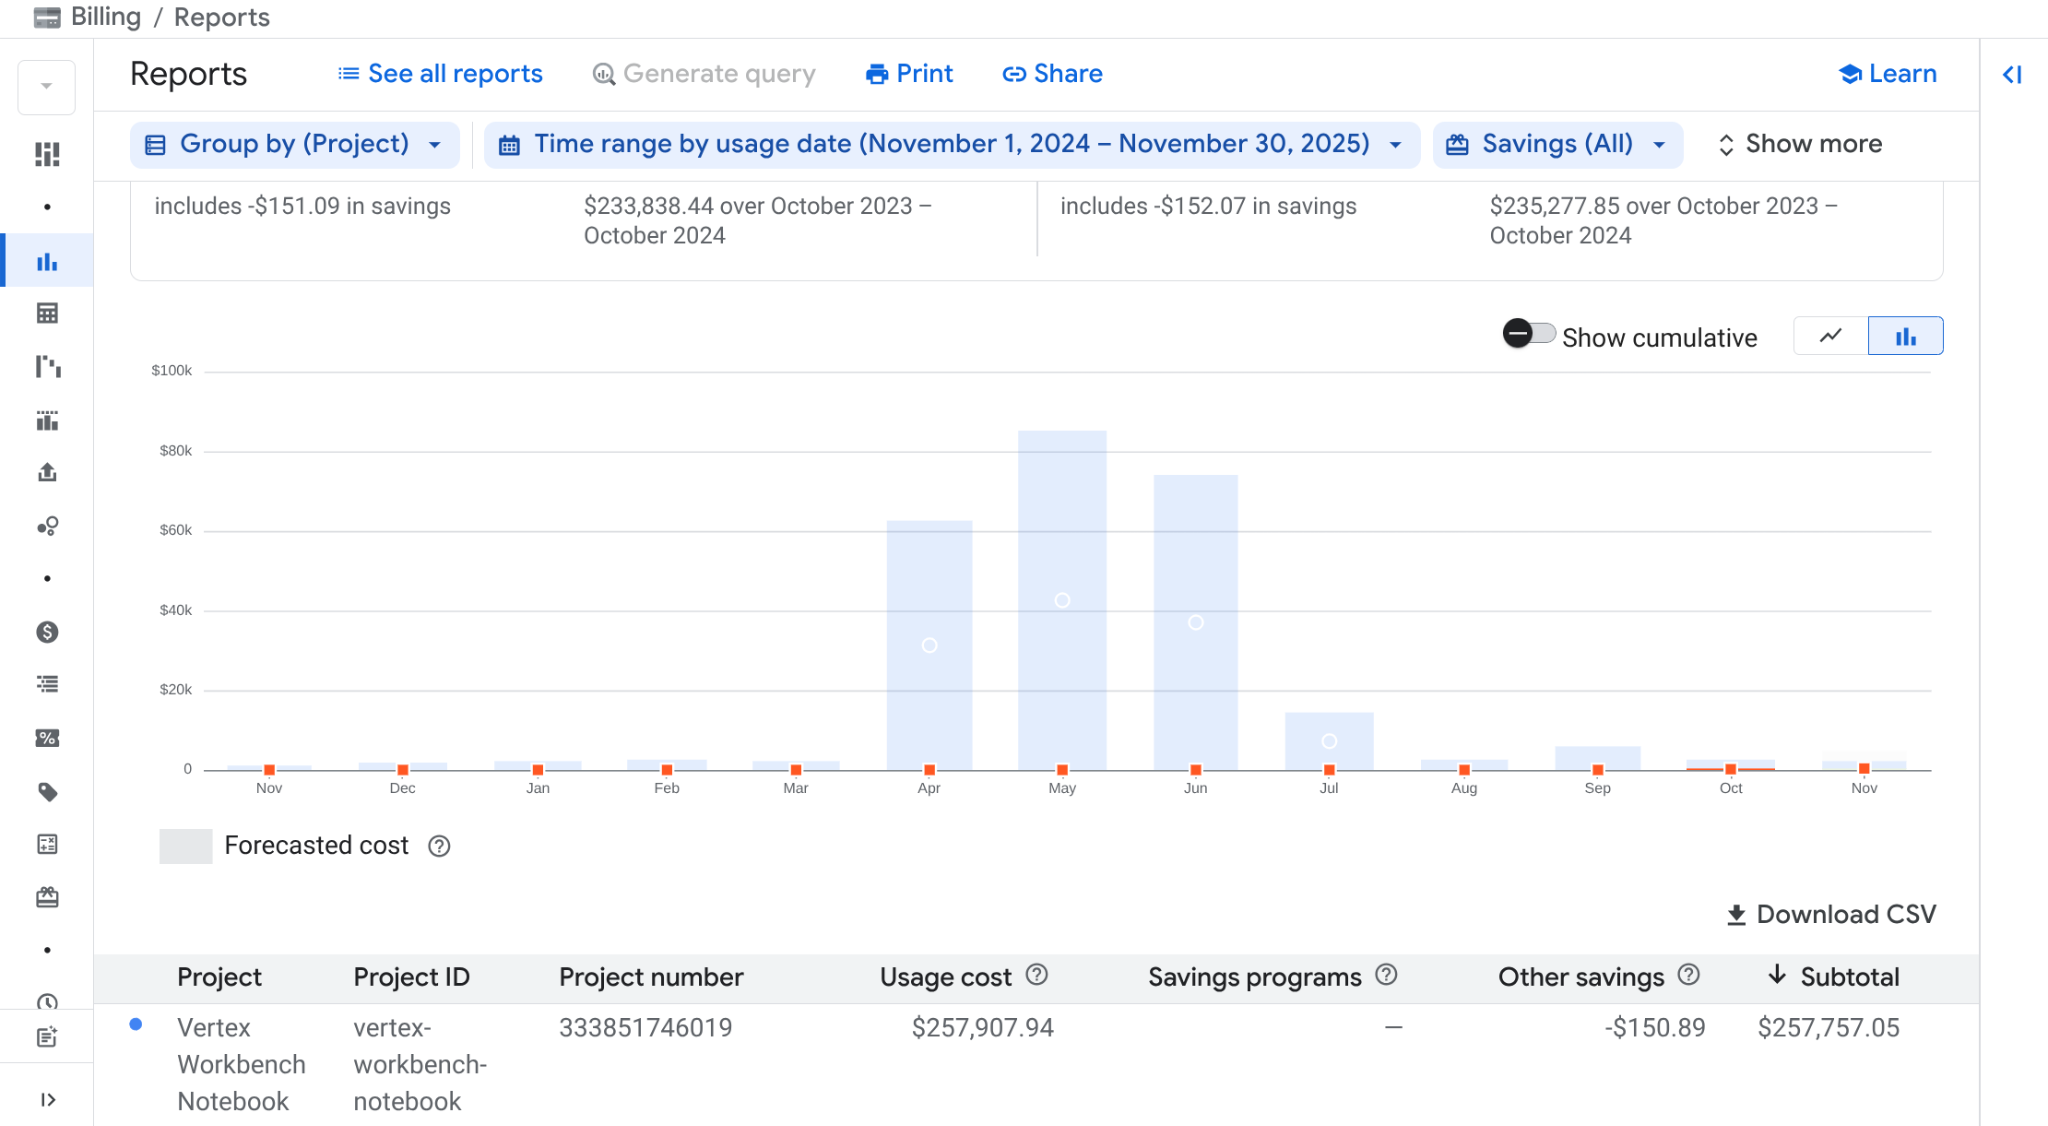 Billing / Reports
Reports
See all reports
Generate query
Print
Share
Learn
Group by (Project)
Time range by usage date (November 1, 2024 – November 30, 2025)
Savings (All)
Show more
includes -$151.09 in savings
$233,838.44 over October 2023 –
October 2024
includes -$152.07 in savings
$235,277.85 over October 2023 –
October 2024
Show cumulative
$100k
$80k
$60k
$40k
$20k
0
Nov Dec Jan Feb Mar Apr May Jun Jul Aug Sep Oct Nov
Forecasted cost
Download CSV
Project Project ID Project number Usage cost Savings programs Other savings Subtotal
Vertex vertex- 333851746019 $257,907.94 — -$150.89 $257,757.05
Workbench workbench-
Notebook notebook